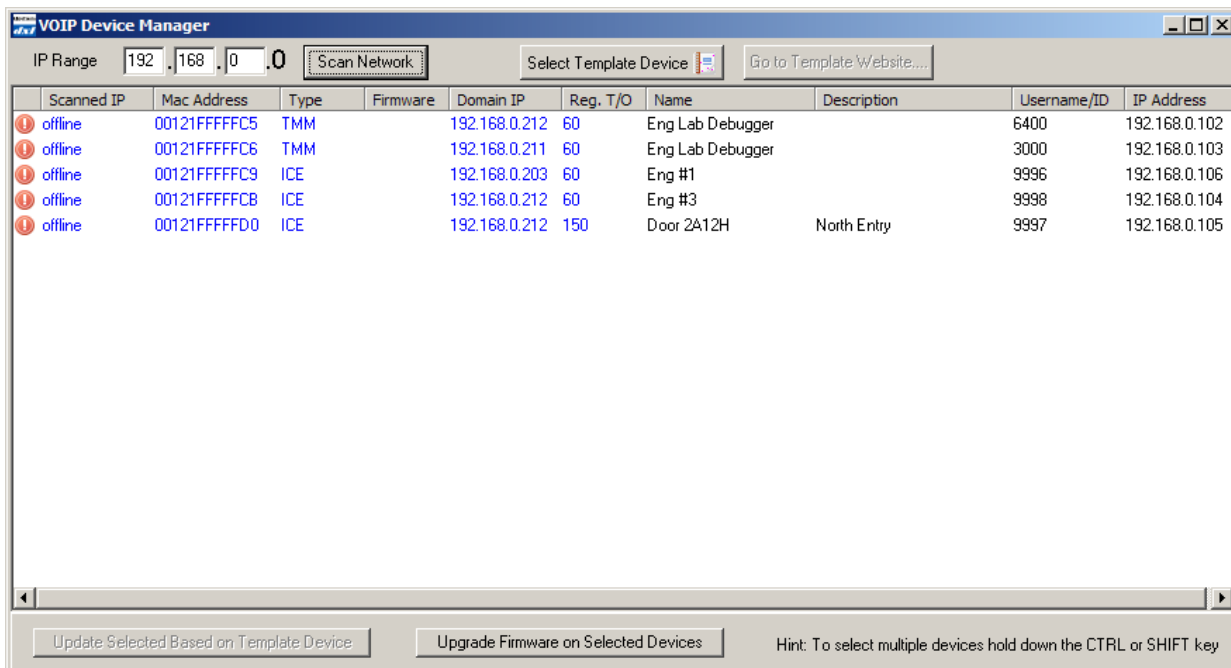 VOIP Device Manager
IP Range 192 . 168 . 0 .0 Scan Network Select Template Device Go to Template Website....
Scanned IP Mac Address Type Firmware Domain IP Reg. T/O Name Description Username/ID IP Address
offline 00121FFFFFC5 TMM 192.168.0.212 60 Eng Lab Debugger 6400 192.168.0.102
offline 00121FFFFFC6 TMM 192.168.0.211 60 Eng Lab Debugger 3000 192.168.0.103
offline 00121FFFFFC9 ICE 192.168.0.203 60 Eng #1 9996 192.168.0.106
offline 00121FFFFFCB ICE 192.168.0.212 60 Eng #3 9998 192.168.0.104
offline 00121FFFFFD0 ICE 192.168.0.212 150 Door 2A12H North Entry 9997 192.168.0.105
Update Selected Based on Template Device Upgrade Firmware on Selected Devices Hint: To select multiple devices hold down the CTRL or SHIFT key